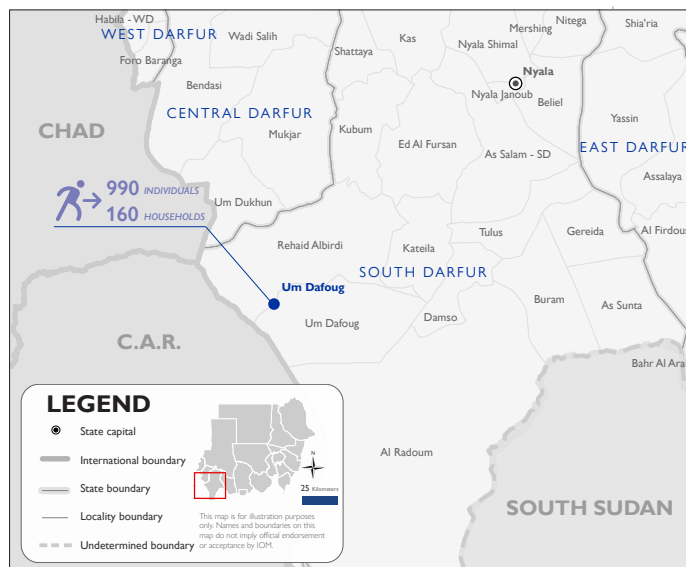 Habila - WD
WEST DARFUR
Wadi Salih
Foro Baranga
Shattaya
Kas
Mershing
Nitega
Shia'ria
Nyala Shimal
Nyala
Bendasi
Nyala Janoub
Beliel
CENTRAL DARFUR
Yassin
CHAD
Mukjar
Kubum
Ed Al Fursan
As Salam - SD
EAST DARFUR
Assalaya
990 INDIVIDUALS
160 HOUSEHOLDS
Um Dukhun
Rehaid Albirdi
Kateila
Tulus
Gereida
Al Firdous
SOUTH DARFUR
Um Dafoug
Buram
As Sunta
Um Dafoug
Damso
C.A.R.
Bahr Al Ara
Al Radoum
SOUTH SUDAN
LEGEND
State capital
International boundary
State boundary
Locality boundary
Undetermined boundary
N
25 Kilometers
This map is for illustration purposes
only. Names and boundaries on this
map do not imply official endorsement
or acceptance by IOM.